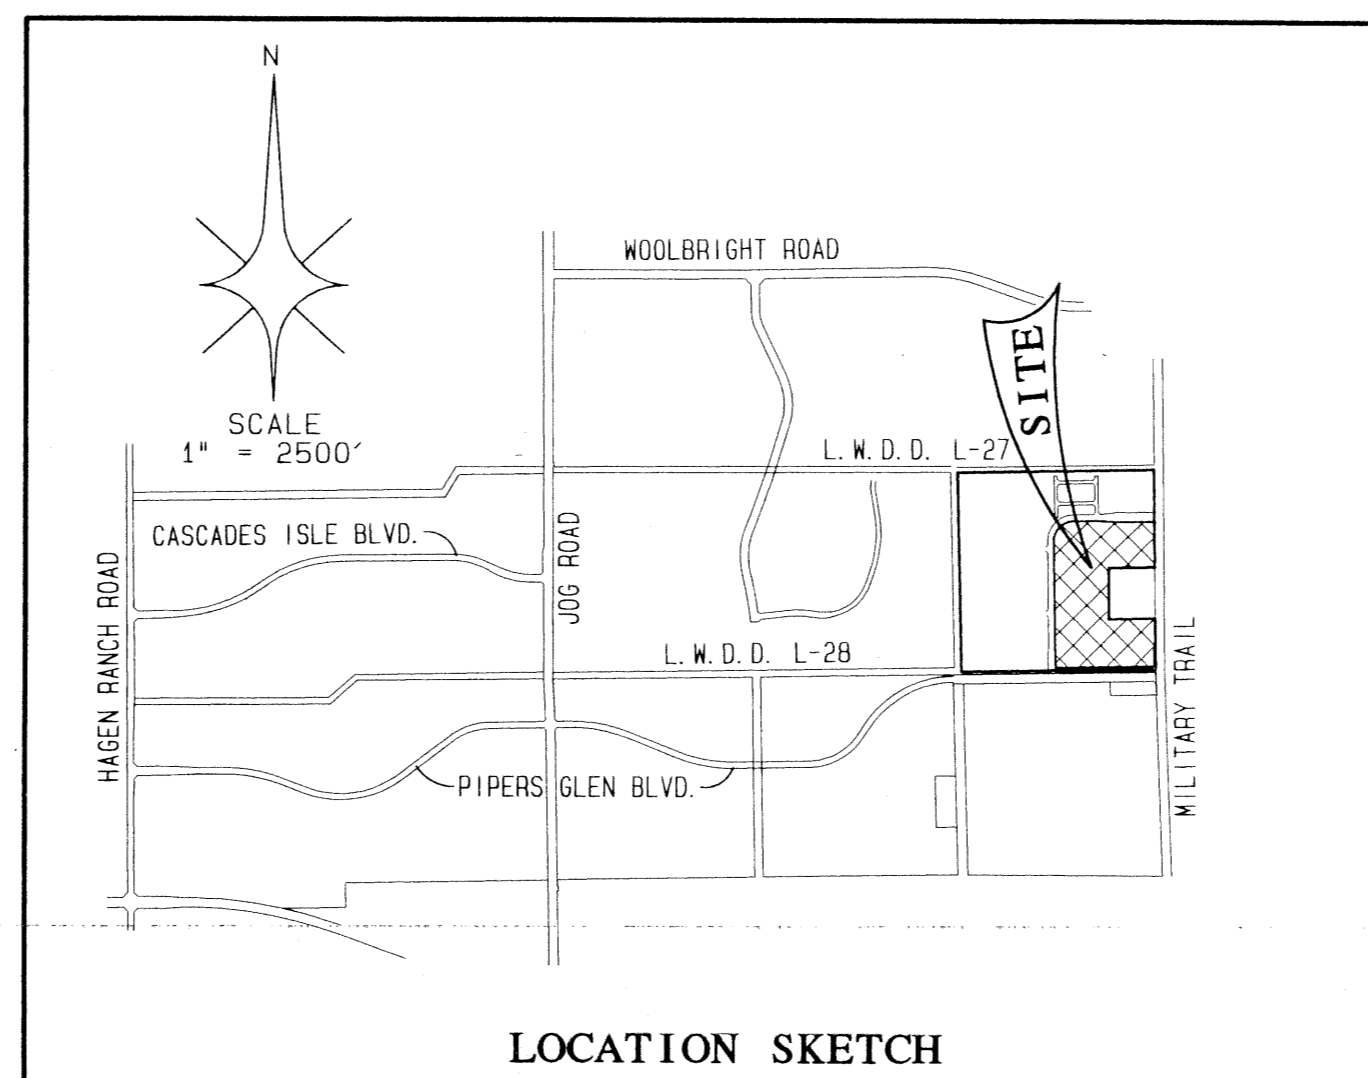 N
WOOLBRIGHT ROAD
SITE
SCALE
1" = 2500'
L. W. D. D. L-27
CASCADES ISLE BLVD.
JOG ROAD
HAGEN RANCH ROAD
L. W. D. D. L-28
MILITARY TRAIL
PIPERS GLEN BLVD.
LOCATION SKETCH